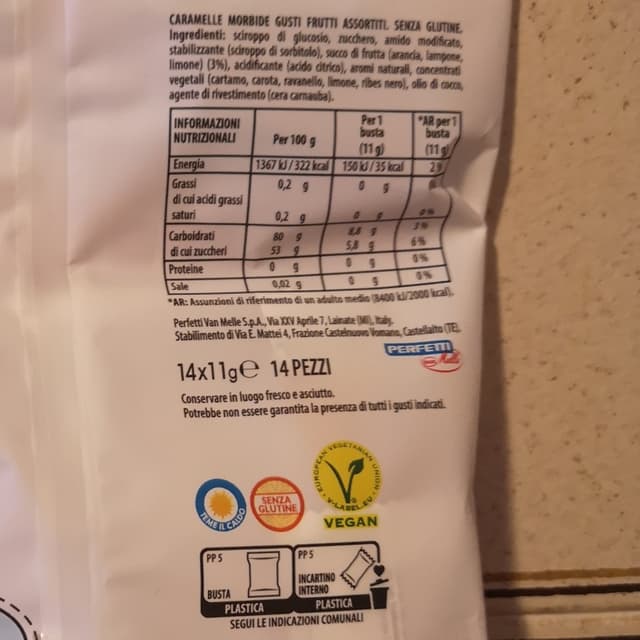 CARAMELLE MORBIDE GUSTI FRUTTI ASSORTITI. SENZA GLUTINE.
Ingredienti: sciroppo di glucosio, zucchero, amido modificato,
stabilizzante (sciroppo di sorbitolo), succo di frutta (arancia, lampone,
limone) (3%), acidificante (acido citrico), aromi naturali, concentrati
vegetali (cartamo, carota, ravanello, limone, ribes nero), olio di cocco,
agente di rivestimento (cera carnauba).
INFORMAZIONI NUTRIZIONALI Per 100 g Per 1 busta (11 g) *AR per 1 busta (11 g)
Energia 1367 kJ/322 kcal 150 kJ/35 kcal
Grassi 0,2 g 0 g
di cui acidi grassi
saturi 0,2 g 0 g 0%
Carboidrati 80 g 8,8 g 3%
di cui zuccheri 53 g 5,8 g 6%
Proteine 0 g 0 g 0%
Sale 0,02 g 0 g 0%
*AR: Assunzioni di riferimento di un adulto medio (8400 kJ/2000 kcal).
Perfetti Van Melle S.p.A., Via XXV Aprile 7, Lainate (MI), Italy.
Stabilimento di Via E. Mattei 4, Frazione Castelnuovo Vomano, Castellalto (TE).
PERFETTI
14x11g℮ 14 PEZZI
Conservare in luogo fresco e asciutto.
Potrebbe non essere garantita la presenza di tutti i gusti indicati.
TEME IL CALDO
SENZA
GLUTINE
EUROPEAN VEGETARIAN UNION
V-LABEL.EU
VEGAN
PP 5 PP 5
BUSTA INCARTINO
INTERNO
PLASTICA PLASTICA
SEGUI LE INDICAZIONI COMUNALI